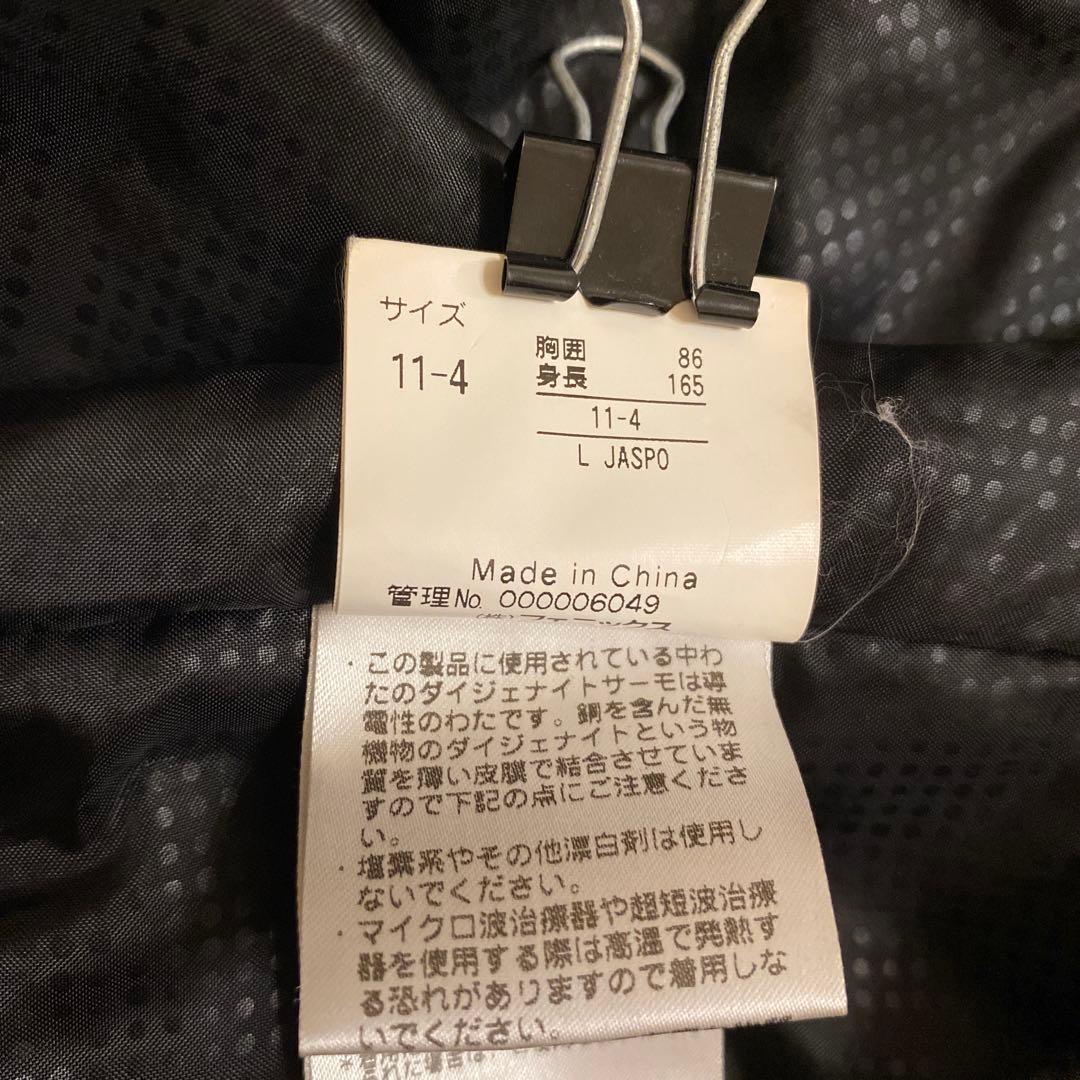 サイズ
11-4
胸囲 86
身長 165
11-4
L JASPO
Made in China
管理No. 000006049
(株)フェニックス
・この製品に使用されている中わ
たのダイジェナイトサーモは導
電性のわたです。銅を含んだ無
機物のダイジェナイトという物
質を薄い皮膜で結合させていま
すので下記の点にご注意くださ
い。
・塩素系やその他漂白剤は使用し
ないでください。
・マイクロ波治療器や超短波治療
器を使用する際は高温で発熱す
る恐れがありますので着用しな
いでください。